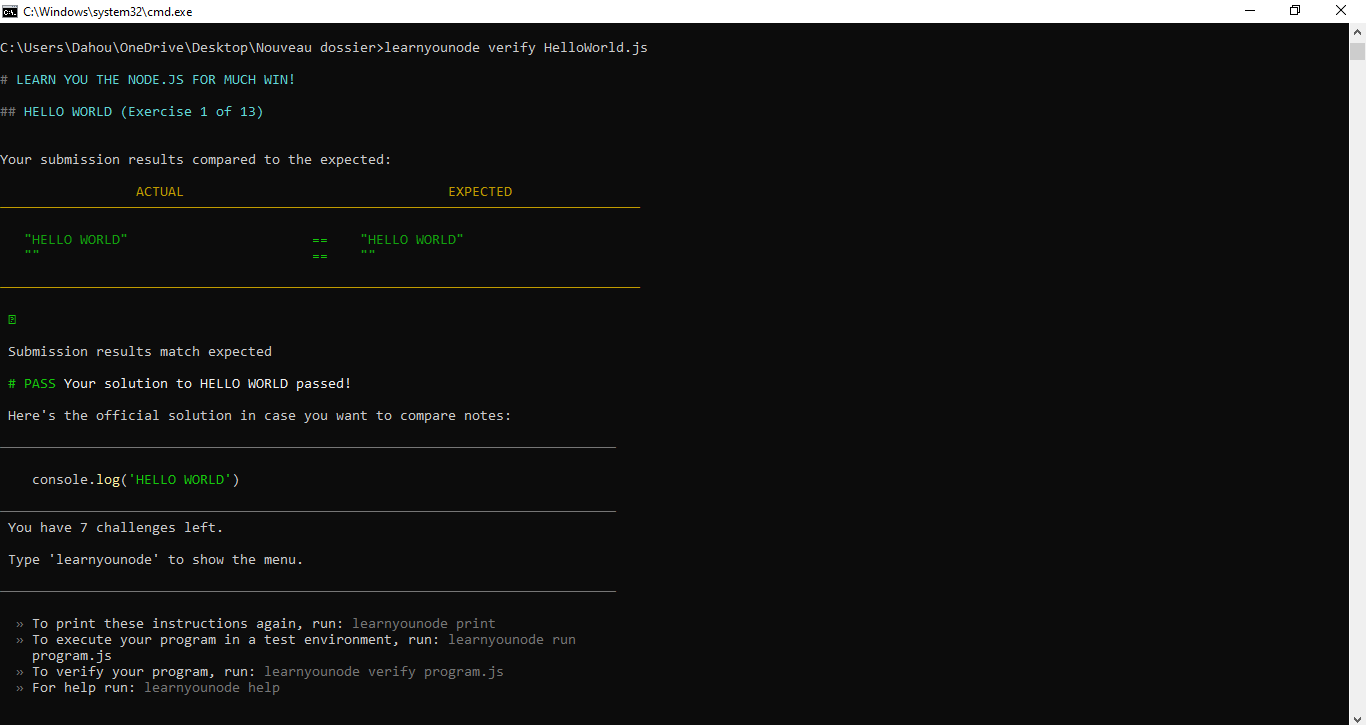 C:\Windows\system32\cmd.exe
C:\Users\Dahou\OneDrive\Desktop\Nouveau dossier>learnyounode verify HelloWorld.js
# LEARN YOU THE NODE.JS FOR MUCH WIN!
## HELLO WORLD (Exercise 1 of 13)
Your submission results compared to the expected:
ACTUAL EXPECTED
"HELLO WORLD" == "HELLO WORLD"
"" == ""
Submission results match expected
# PASS Your solution to HELLO WORLD passed!
Here's the official solution in case you want to compare notes:
console.log('HELLO WORLD')
You have 7 challenges left.
Type 'learnyounode' to show the menu.
» To print these instructions again, run: learnyounode print
» To execute your program in a test environment, run: learnyounode run
program.js
» To verify your program, run: learnyounode verify program.js
» For help run: learnyounode help